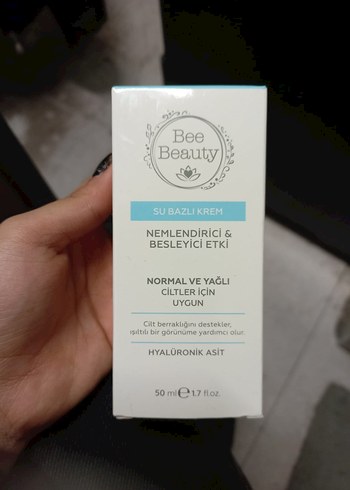 Bee
Beauty
SU BAZLI KREM
NEMLENDİRİCİ &
BESLEYİCİ ETKİ
NORMAL VE YAĞLI
CİLTLER İÇİN
UYGUN
Cilt berraklığını destekler,
ışıltılı bir görünüme yardımcı olur.
HYALÜRONİK ASİT
50 ml ℮ 1.7 fl.oz.